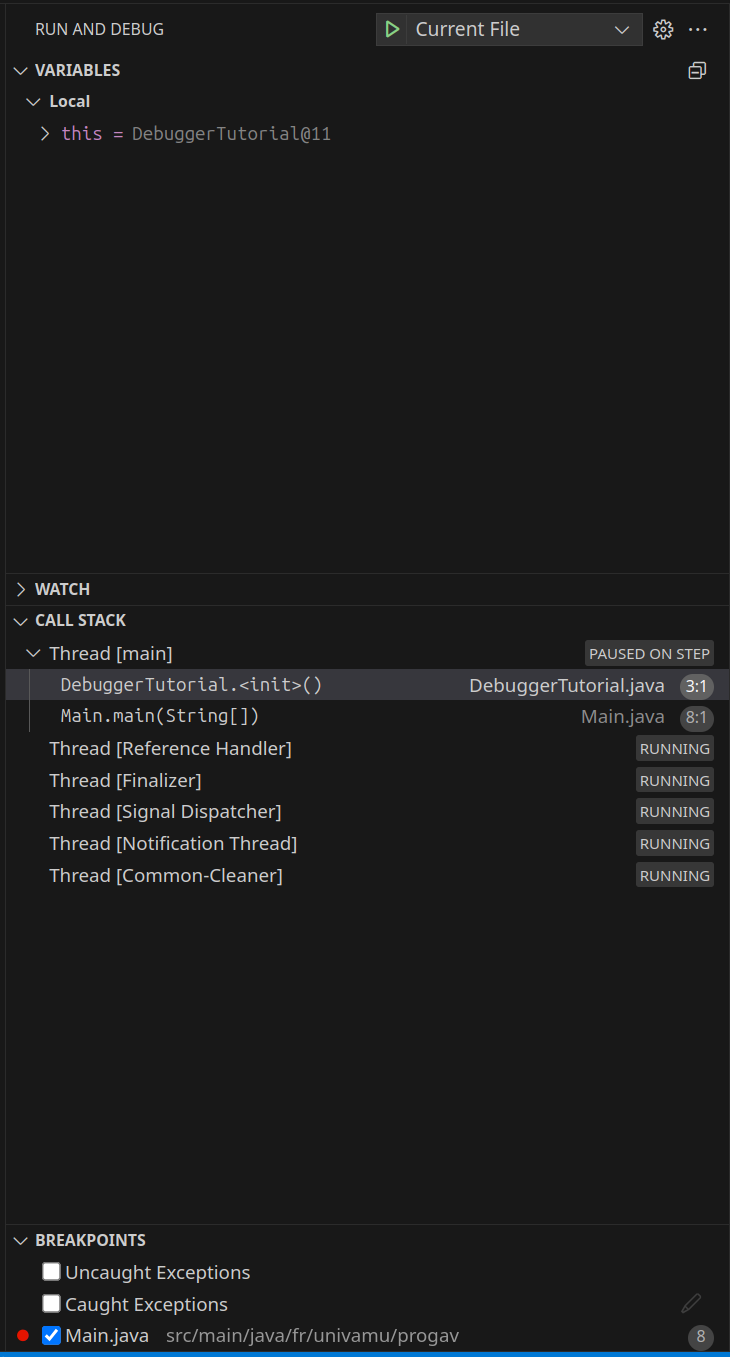 RUN AND DEBUG Current File
VARIABLES
Local
this = DebuggerTutorial@11
WATCH
CALL STACK
Thread [main] PAUSED ON STEP
DebuggerTutorial.<init>() DebuggerTutorial.java 3:1
Main.main(String[]) Main.java 8:1
Thread [Reference Handler] RUNNING
Thread [Finalizer] RUNNING
Thread [Signal Dispatcher] RUNNING
Thread [Notification Thread] RUNNING
Thread [Common-Cleaner] RUNNING
BREAKPOINTS
Uncaught Exceptions
Caught Exceptions
Main.java src/main/java/fr/univamu/progav 8